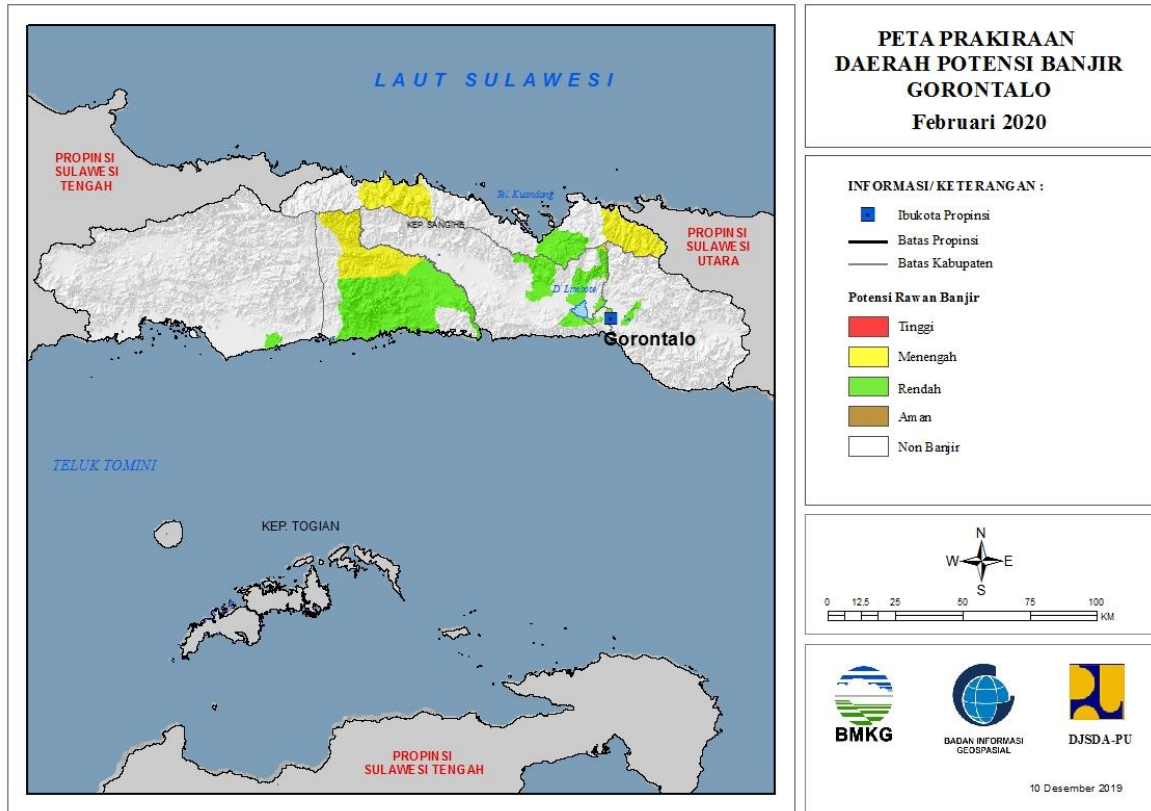 LAUT SULAWESI
PROPINSI
SULAWESI
TENGAH
Tel. Kuandang
KEP. SANGIHE
PROPINSI
SULAWESI
UTARA
D. Limboto
Gorontalo
TELUK TOMINI
KEP. TOGIAN
PROPINSI
SULAWESI TENGAH
PETA PRAKIRAAN
DAERAH POTENSI BANJIR
GORONTALO
Februari 2020
INFORMASI/ KETERANGAN :
Ibukota Propinsi
Batas Propinsi
Batas Kabupaten
Potensi Rawan Banjir
Tinggi
Menengah
Rendah
Aman
Non Banjir
N
W E
S
0 12.5 25 50 75 100
KM
BMKG
BADAN INFORMASI
GEOSPASIAL
DJSDA-PU
10 Desember 2019